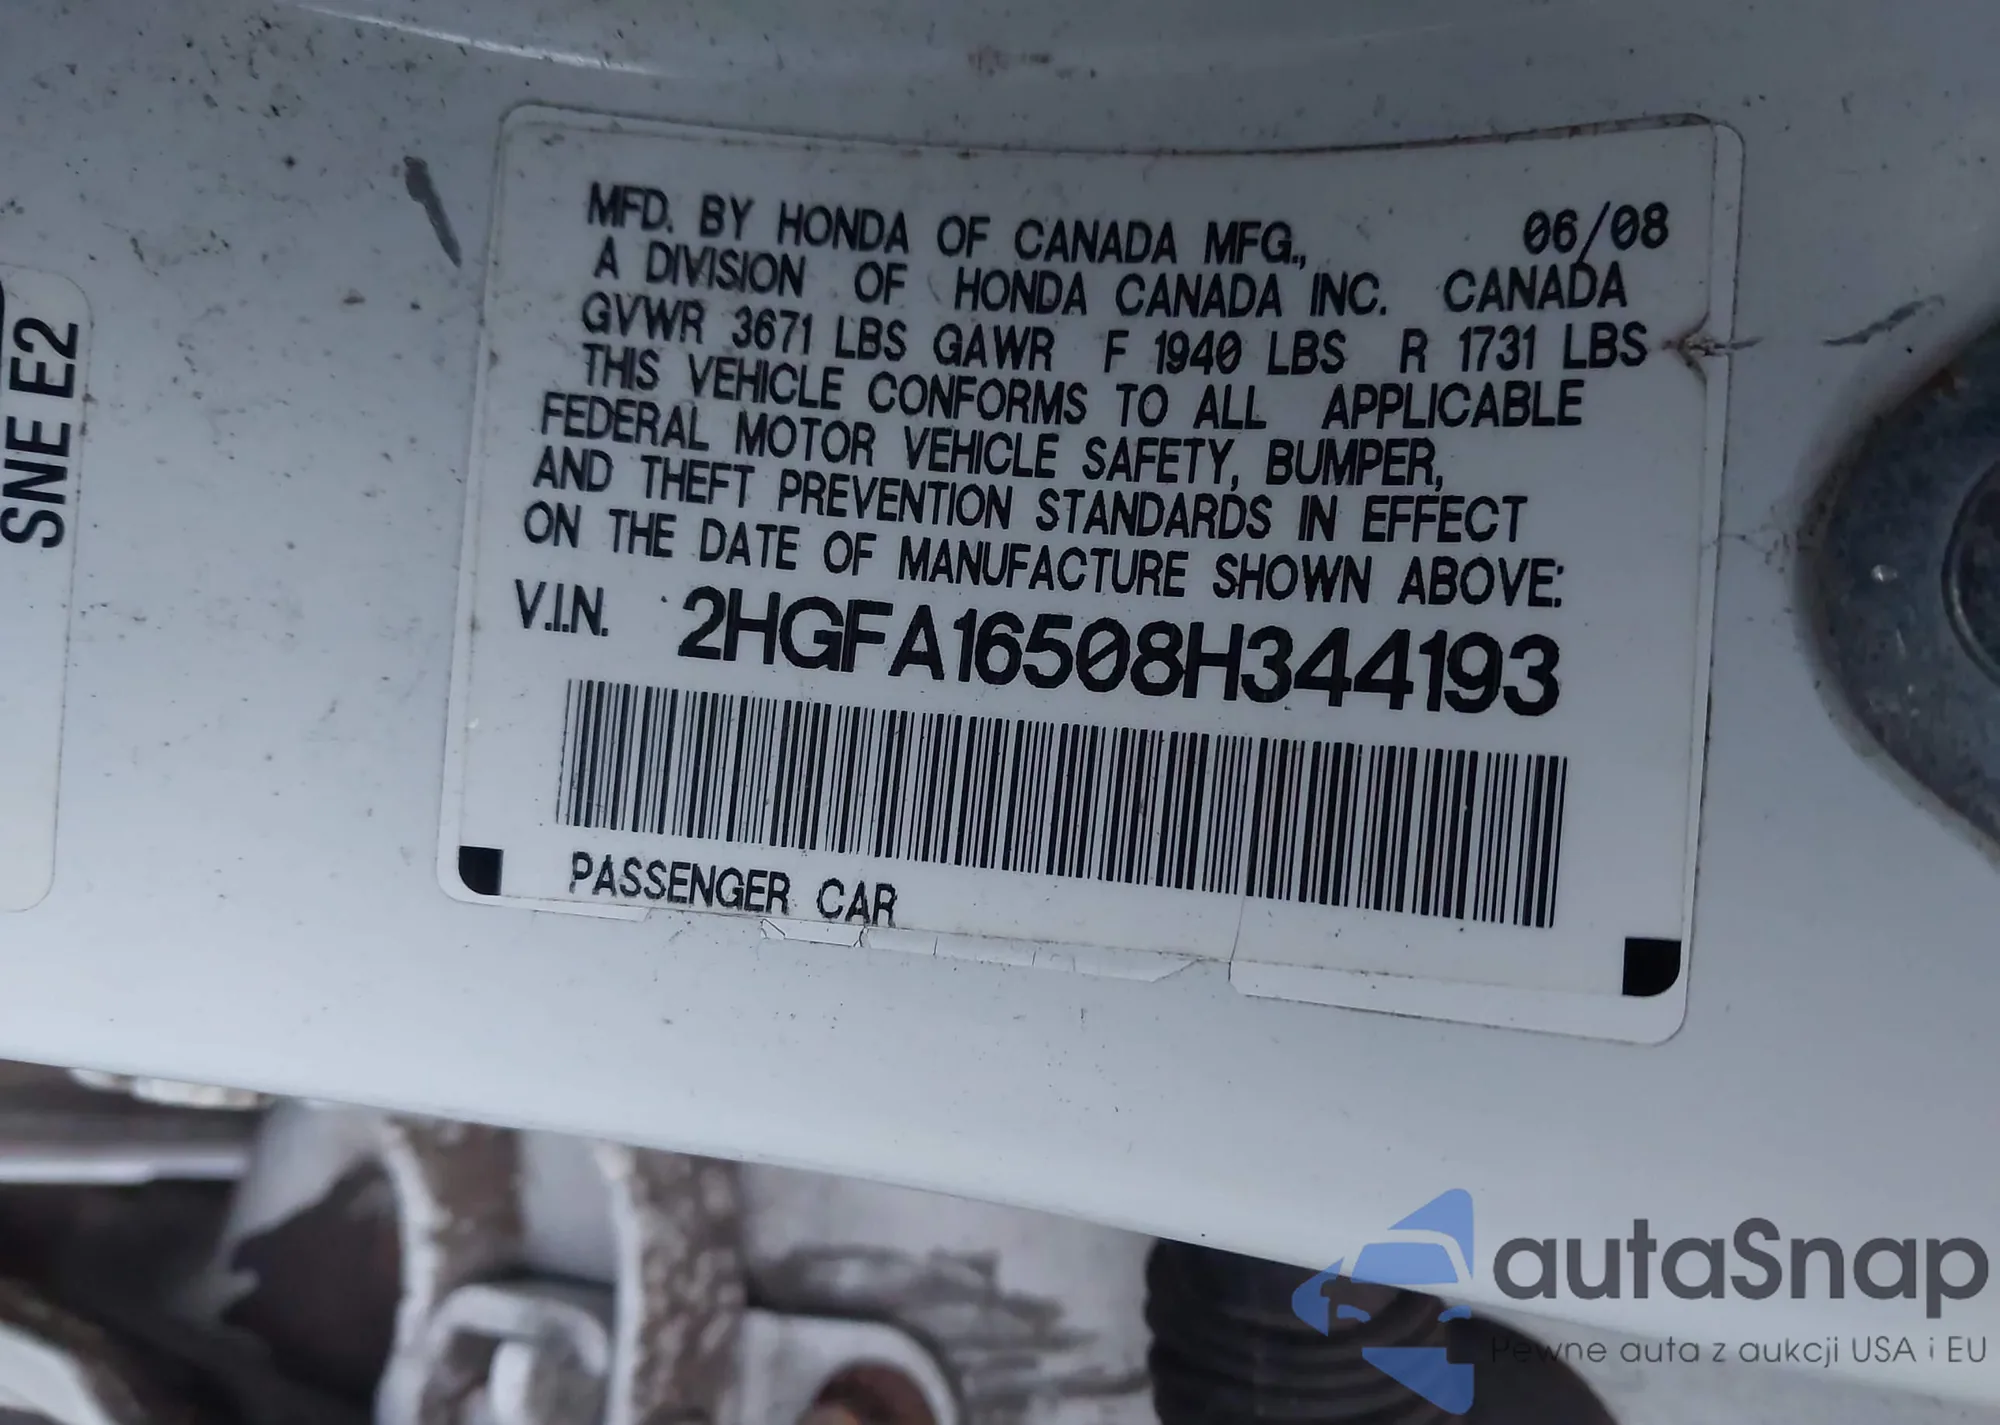 SNE E2
MFD. BY HONDA OF CANADA MFG., 06/08
A DIVISION OF HONDA CANADA INC. CANADA
GVWR 3671 LBS GAWR F 1940 LBS R 1731 LBS
THIS VEHICLE CONFORMS TO ALL APPLICABLE
FEDERAL MOTOR VEHICLE SAFETY, BUMPER,
AND THEFT PREVENTION STANDARDS IN EFFECT
ON THE DATE OF MANUFACTURE SHOWN ABOVE:
V.I.N. 2HGFA16508H344193
PASSENGER CAR
autaSnap
Pewne auta z aukcji USA i EU